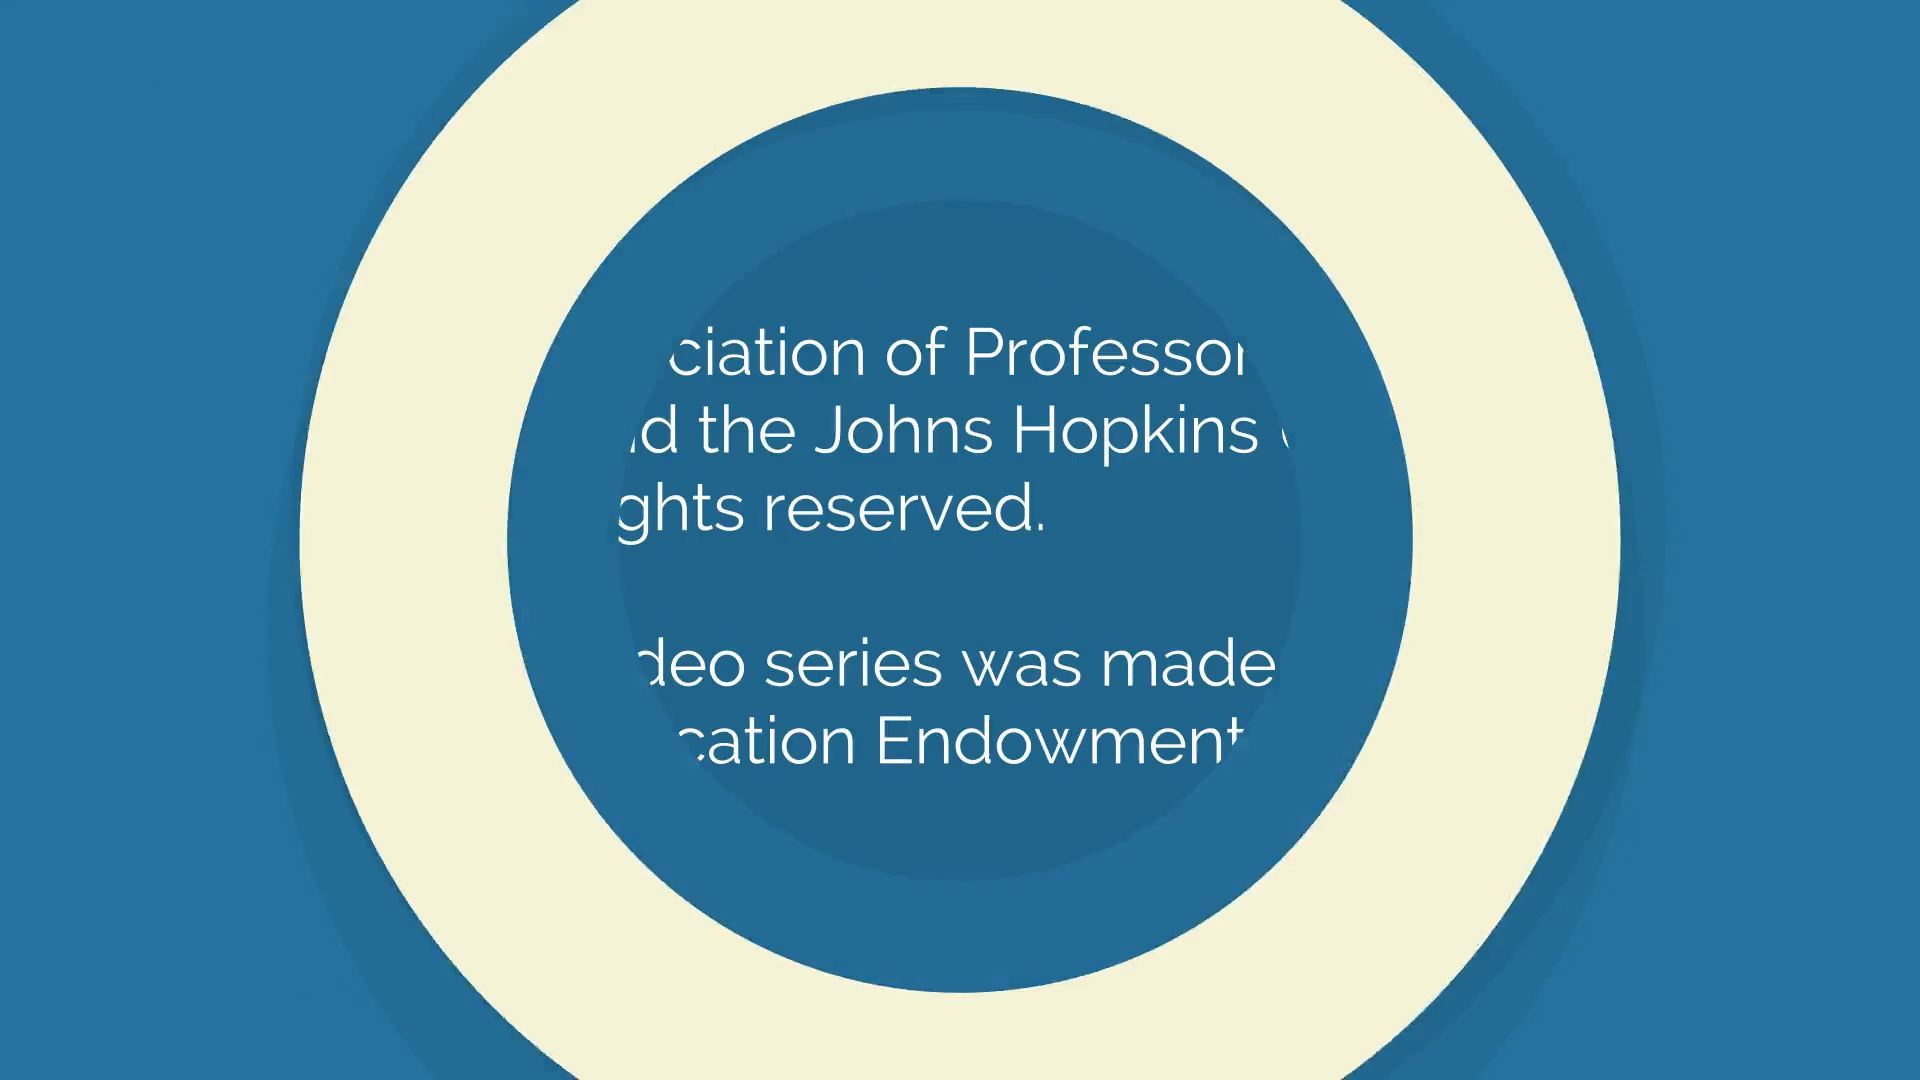 ciation of Professor
d the Johns Hopkins
ghts reserved.
deo series was made
cation Endowment